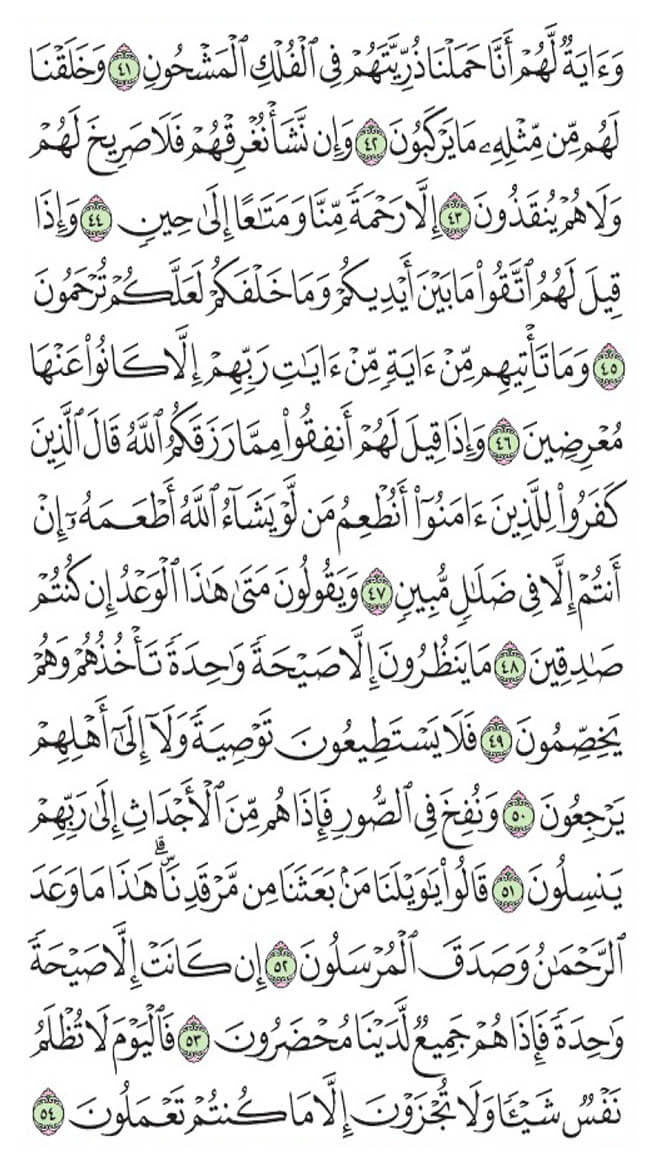 وَءَايَةٌ لَّهُمْ أَنَّا حَمَلْنَا ذُرِّيَّتَهُمْ فِي ٱلْفُلْكِ ٱلْمَشْحُونِ ٤١ وَخَلَقْنَا
لَهُم مِّن مِّثْلِهِۦ مَا يَرْكَبُونَ ٤٢ وَإِن نَّشَأْ نُغْرِقْهُمْ فَلَا صَرِيخَ لَهُمْ
وَلَا هُمْ يُنقَذُونَ ٤٣ إِلَّا رَحْمَةً مِّنَّا وَمَتَٰعًا إِلَىٰ حِينٍ ٤٤ وَإِذَا
قِيلَ لَهُمُ ٱتَّقُوا۟ مَا بَيْنَ أَيْدِيكُمْ وَمَا خَلْفَكُمْ لَعَلَّكُمْ تُرْحَمُونَ
٤٥ وَمَا تَأْتِيهِم مِّنْ ءَايَةٍ مِّنْ ءَايَٰتِ رَبِّهِمْ إِلَّا كَانُوا۟ عَنْهَا
مُعْرِضِينَ ٤٦ وَإِذَا قِيلَ لَهُمْ أَنفِقُوا۟ مِمَّا رَزَقَكُمُ ٱللَّهُ قَالَ ٱلَّذِينَ
كَفَرُوا۟ لِلَّذِينَ ءَامَنُوٓا۟ أَنُطْعِمُ مَن لَّوْ يَشَآءُ ٱللَّهُ أَطْعَمَهُۥٓ إِنْ
أَنتُمْ إِلَّا فِي ضَلَٰلٍ مُّبِينٍ ٤٧ وَيَقُولُونَ مَتَىٰ هَٰذَا ٱلْوَعْدُ إِن كُنتُمْ
صَٰدِقِينَ ٤٨ مَا يَنظُرُونَ إِلَّا صَيْحَةً وَٰحِدَةً تَأْخُذُهُمْ وَهُمْ
يَخِصِّمُونَ ٤٩ فَلَا يَسْتَطِيعُونَ تَوْصِيَةً وَلَآ إِلَىٰٓ أَهْلِهِمْ
يَرْجِعُونَ ٥٠ وَنُفِخَ فِي ٱلصُّورِ فَإِذَا هُم مِّنَ ٱلْأَجْدَاثِ إِلَىٰ رَبِّهِمْ
يَنسِلُونَ ٥١ قَالُوا۟ يَٰوَيْلَنَا مَنۢ بَعَثَنَا مِن مَّرْقَدِنَا ۜ ۗ هَٰذَا مَا وَعَدَ
ٱلرَّحْمَٰنُ وَصَدَقَ ٱلْمُرْسَلُونَ ٥٢ إِن كَانَتْ إِلَّا صَيْحَةً
وَٰحِدَةً فَإِذَا هُمْ جَمِيعٌ لَّدَيْنَا مُحْضَرُونَ ٥٣ فَٱلْيَوْمَ لَا تُظْلَمُ
نَفْسٌ شَيْـًٔا وَلَا تُجْزَوْنَ إِلَّا مَا كُنتُمْ تَعْمَلُونَ ٥٤